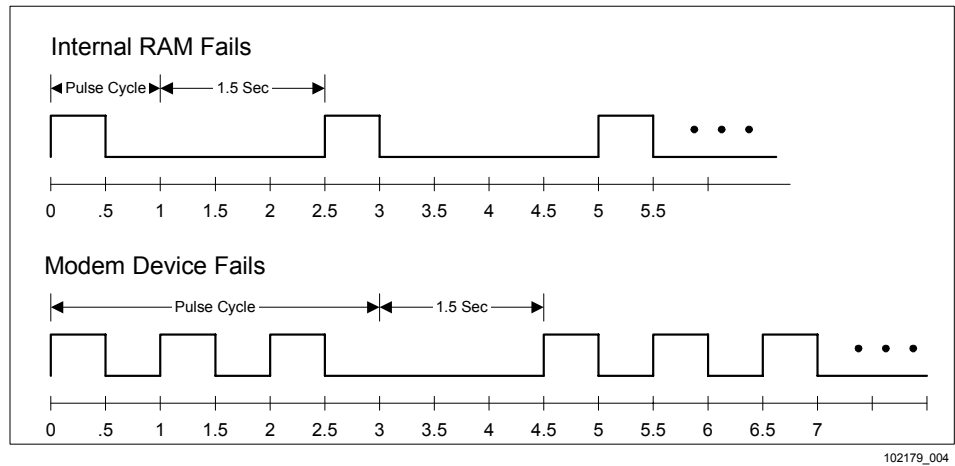 Internal RAM Fails
Pulse Cycle 1.5 Sec
0 .5 1 1.5 2 2.5 3 3.5 4 4.5 5 5.5
Modem Device Fails
Pulse Cycle 1.5 Sec
0 .5 1 1.5 2 2.5 3 3.5 4 4.5 5 5.5 6 6.5 7
102179_004